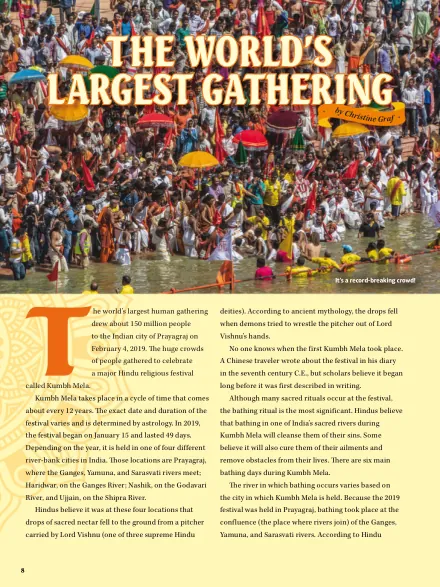 THE WORLD'S
LARGEST GATHERING
by Christine Graf
It's a record-breaking crowd!
The world's largest human gathering
drew about 150 million people
to the Indian city of Prayagraj on
February 4, 2019. The huge crowds
of people gathered to celebrate
a major Hindu religious festival
called Kumbh Mela.
Kumbh Mela takes place in a cycle of time that comes
about every 12 years. The exact date and duration of the
festival varies and is determined by astrology. In 2019,
the festival began on January 15 and lasted 49 days.
Depending on the year, it is held in one of four different
river-bank cities in India. Those locations are Prayagraj,
where the Ganges, Yamuna, and Sarasvati rivers meet;
Haridwar, on the Ganges River; Nashik, on the Godavari
River, and Ujjain, on the Shipra River.
Hindus believe it was at these four locations that
drops of sacred nectar fell to the ground from a pitcher
carried by Lord Vishnu (one of three supreme Hindu
deities). According to ancient mythology, the drops fell
when demons tried to wrestle the pitcher out of Lord
Vishnu's hands.
No one knows when the first Kumbh Mela took place.
A Chinese traveler wrote about the festival in his diary
in the seventh century C.E., but scholars believe it began
long before it was first described in writing.
Although many sacred rituals occur at the festival,
the bathing ritual is the most significant. Hindus believe
that bathing in one of India's sacred rivers during
Kumbh Mela will cleanse them of their sins. Some
believe it will also cure them of their ailments and
remove obstacles from their lives. There are six main
bathing days during Kumbh Mela.
The river in which bathing occurs varies based on
the city in which Kumbh Mela is held. Because the 2019
festival was held in Prayagraj, bathing took place at the
confluence (the place where rivers join) of the Ganges,
Yamuna, and Sarasvati rivers. According to Hindu
8